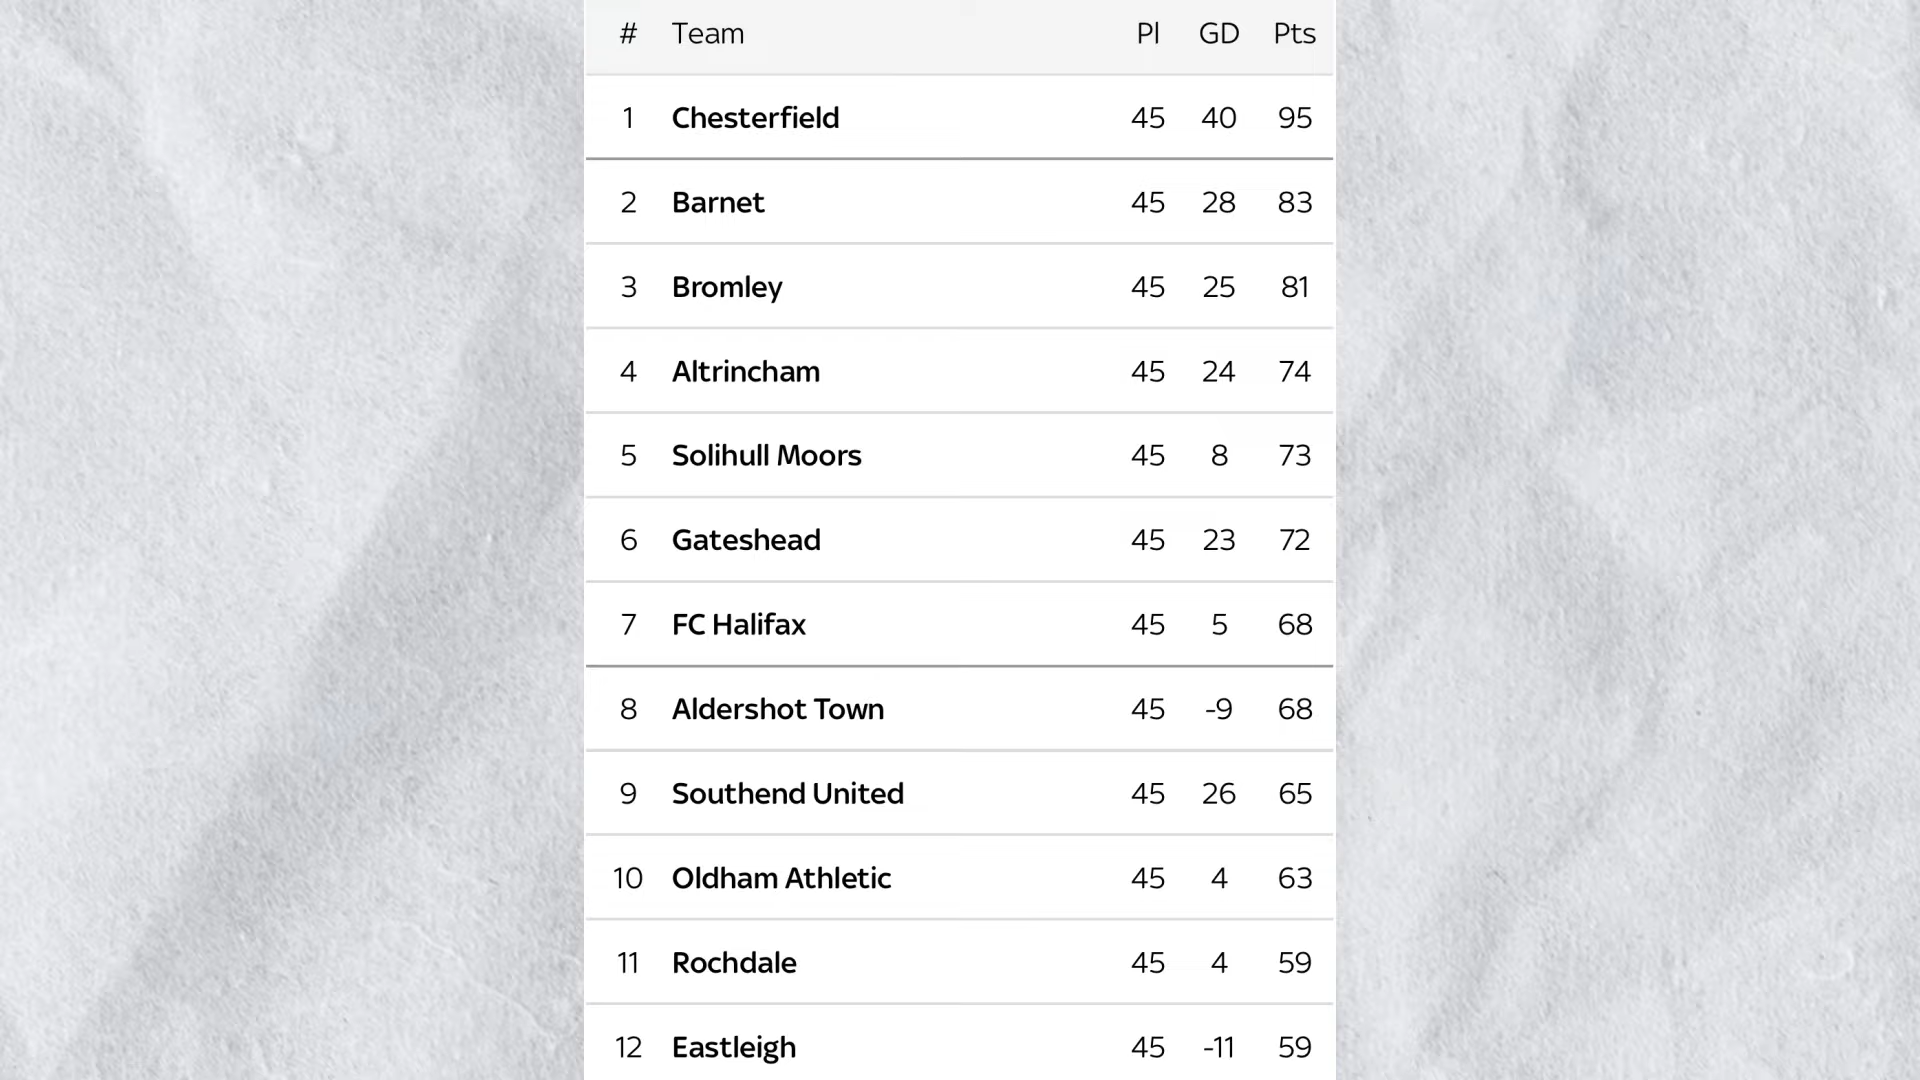 # Team Pl GD Pts
1 Chesterfield 45 40 95
2 Barnet 45 28 83
3 Bromley 45 25 81
4 Altrincham 45 24 74
5 Solihull Moors 45 8 73
6 Gateshead 45 23 72
7 FC Halifax 45 5 68
8 Aldershot Town 45 -9 68
9 Southend United 45 26 65
10 Oldham Athletic 45 4 63
11 Rochdale 45 4 59
12 Eastleigh 45 -11 59